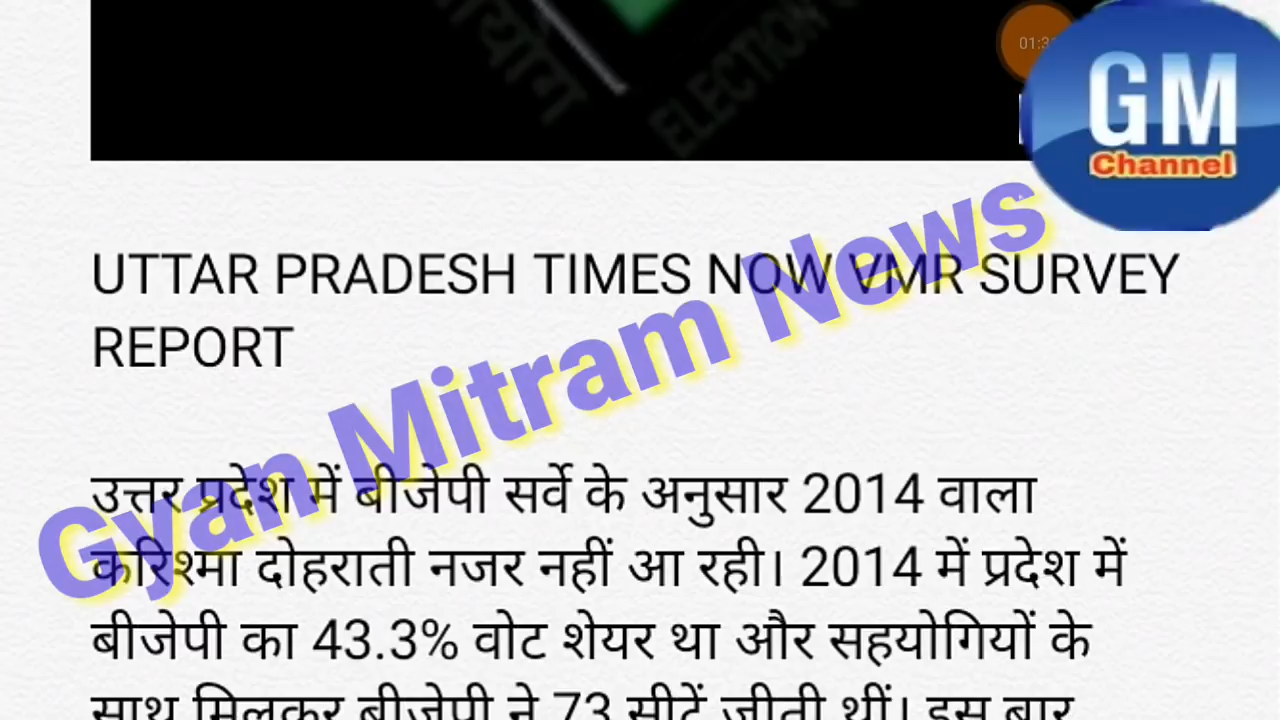 ELECTION
GM
Channel
UTTAR PRADESH TIMES NOW VMR SURVEY
REPORT
Gyan Mitram News
उत्तर प्रदेश में बीजेपी सर्वे के अनुसार 2014 वाला
करिश्मा दोहराती नजर नहीं आ रही। 2014 में प्रदेश में
बीजेपी का 43.3% वोट शेयर था और सहयोगियों के
साथ मिलकर बीजेपी ने 73 सीटें जीती थीं। इस बार